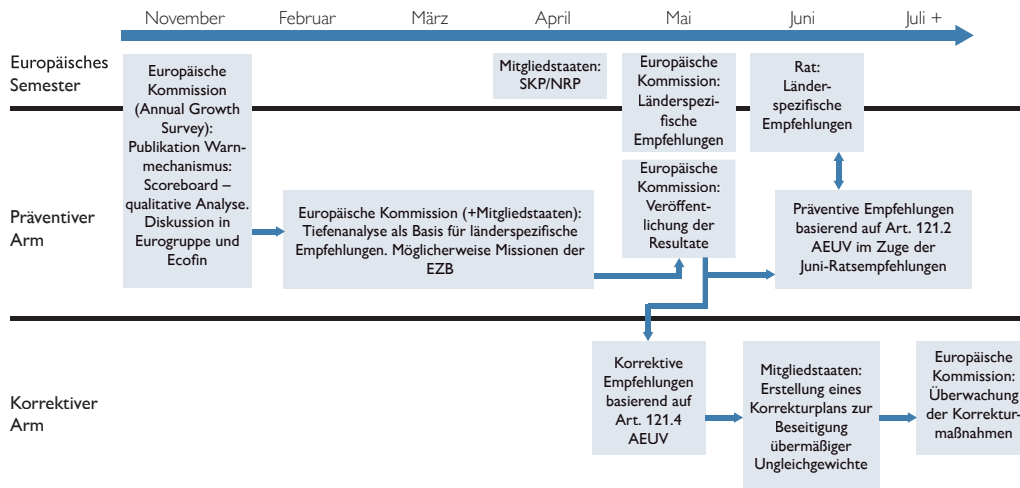 November
Februar
März
April
Mai
Juni
Juli +
Europäisches
Semester
Europäische
Kommission
(Annual Growth
Survey):
Publikation Warn-
mechanismus:
Scoreboard –
qualitative Analyse.
Diskussion in
Eurogruppe und
Ecofin
Mitgliedstaaten:
SKP/NRP
Europäische
Kommission:
Länderspezi-
fische
Empfehlungen
Rat:
Länder-
spezifische
Empfehlungen
Präventiver
Arm
Europäische Kommission (+Mitgliedstaaten):
Tiefenanalyse als Basis für länderspezifische
Empfehlungen. Möglicherweise Missionen der
EZB
Europäische
Kommission:
Veröffent-
lichung der
Resultate
Präventive Empfehlungen
basierend auf Art. 121.2
AEUV im Zuge der
Juni-Ratsempfehlungen
Korrektiver
Arm
Korrektive
Empfehlungen
basierend auf
Art. 121.4
AEUV
Mitgliedstaaten:
Erstellung eines
Korrekturplans zur
Beseitigung
übermäßiger
Ungleichgewichte
Europäische
Kommission:
Überwachung
der Korrektur-
maßnahmen